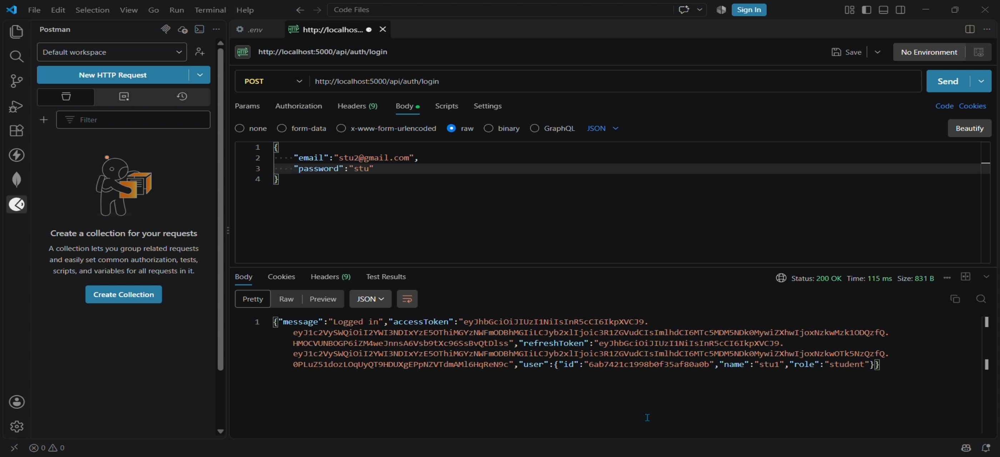 File Edit Selection View Go Run Terminal Help
Code Files
Sign In
Postman
Default workspace
New HTTP Request
Filter
Create a collection for your requests
A collection lets you group related requests
and easily set common authorization, tests,
scripts, and variables for all requests in it.
Create Collection
.env
HTTP http://localhos...
HTTP http://localhost:5000/api/auth/login
Save
No Environment
POST http://localhost:5000/api/auth/login
Send
Params Authorization Headers (9) Body Scripts Settings
Code Cookies
none form-data x-www-form-urlencoded raw binary GraphQL JSON
Beautify
1 {
2 ····"email":"stu2@gmail.com",
3 ····"password":"stu"
4 }
Body Cookies Headers (9) Test Results
Status: 200 OK Time: 115 ms Size: 831 B
Pretty Raw Preview JSON
1 {"message":"Logged in","accessToken":"eyJhbGciOiJIUzI1NiIsInR5cCI6IkpXVCJ9.
eyJ1c2VySWQiOiI2YWI3NDIxYzE5OThiMGYzNWFmODBhMGIiLCJyb2xlIjoic3R1ZGVudCIsImlhdCI6MTc5MDM5NDk0MywiZXhwIjoxNzkwMzk1ODQzfQ.
HMOCVUNBOGP6iZM4weJnnsA6Vsb9tXc96SsBvQtDlss","refreshToken":"eyJhbGciOiJIUzI1NiIsInR5cCI6IkpXVCJ9.
eyJ1c2VySWQiOiI2YWI3NDIxYzE5OThiMGYzNWFmODBhMGIiLCJyb2xlIjoic3R1ZGVudCIsImlhdCI6MTc5MDM5NDk0MywiZXhwIjoxNzkwOTk5NzQzfQ.
0PLuZ51dozLOqUyQT9HDUXgEPpNZVTdmAMl6HqReN9c","user":{"id":"6ab7421c1998b0f35af80a0b","name":"stu1","role":"student"}}
0 0